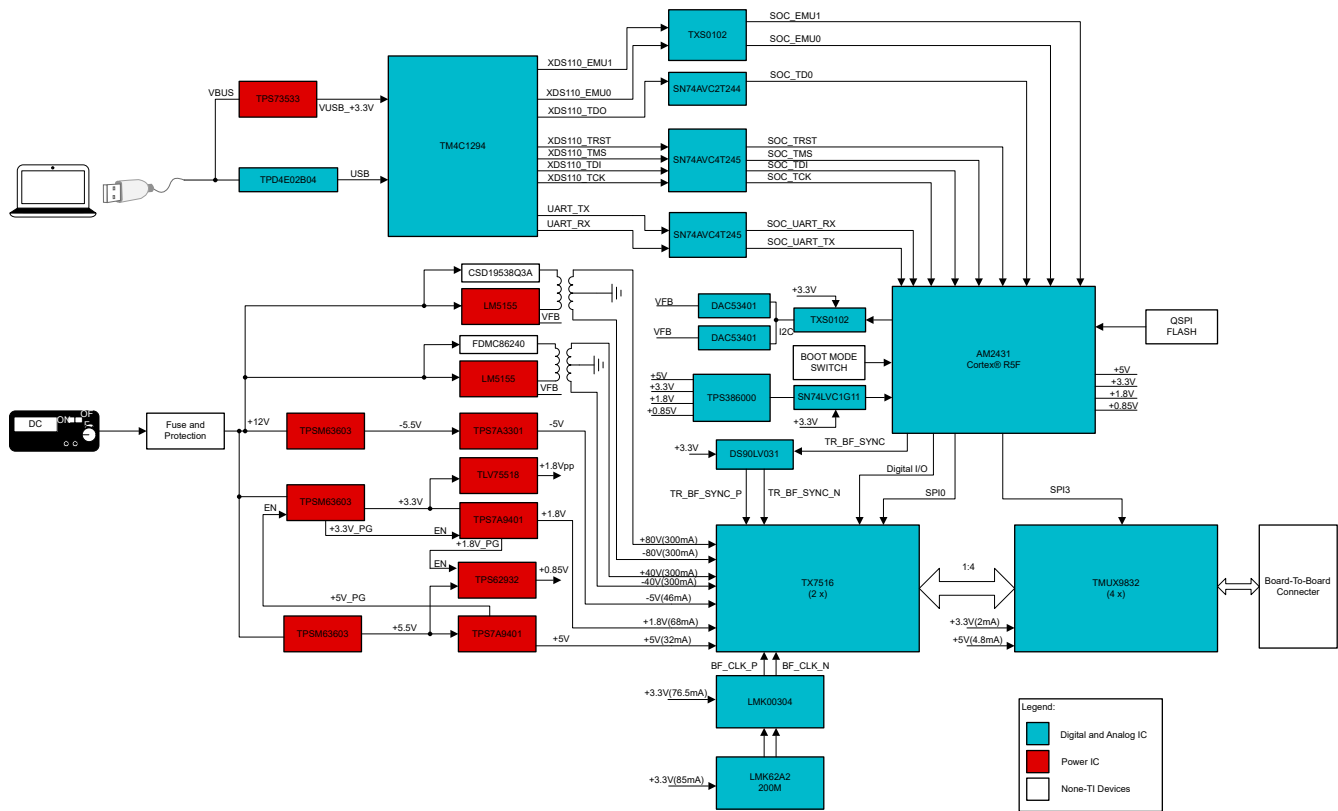 SOC_EMU1
TXS0102
SOC_EMU0
XDS110_EMU1
VBUS
TPS73533
VUSB_+3.3V
TM4C1294
XDS110_EMU0
XDS110_TDO
SN74AVC2T244
SOC_TD0
XDS110_TRST
XDS110_TMS
XDS110_TDI
XDS110_TCK
SN74AVC4T245
SOC_TRST
SOC_TMS
SOC_TDI
SOC_TCK
TPD4E02B04
USB
UART_TX
UART_RX
SN74AVC4T245
SOC_UART_RX
SOC_UART_TX
CSD19538Q3A
LM5155
VFB
FDMC86240
LM5155
VFB
VFB
DAC53401
VFB
DAC53401
I2C
+3.3V
TXS0102
BOOT MODE
SWITCH
AM2431
Cortex® R5F
QSPI
FLASH
+5V
+3.3V
+1.8V
+0.85V
TPS386000
SN74LVC1G11
+3.3V
+5V
+3.3V
+1.8V
+0.85V
DC
ON
OF
Fuse and
Protection
+12V
TPSM63603
-5.5V
TPS7A3301
-5V
TLV75518
+1.8Vpp
EN
TPSM63603
+3.3V
+3.3V_PG
EN
TPS7A9401
+1.8V
+1.8V_PG
EN
TPS62932
+0.85V
+5V_PG
TPSM63603
+5.5V
TPS7A9401
+5V
+3.3V
DS90LV031
TR_BF_SYNC
TR_BF_SYNC_P
TR_BF_SYNC_N
Digital I/O
SPI0
SPI3
+80V(300mA)
-80V(300mA)
+40V(300mA)
-40V(300mA)
-5V(46mA)
+1.8V(68mA)
+5V(32mA)
TX7516
(2 x)
1:4
TMUX9832
(4 x)
+3.3V(2mA)
+5V(4.8mA)
Board-To-Board
Connecter
BF_CLK_P
BF_CLK_N
+3.3V(76.5mA)
LMK00304
+3.3V(85mA)
LMK62A2
200M
Legend:
Digital and Analog IC
Power IC
None-TI Devices